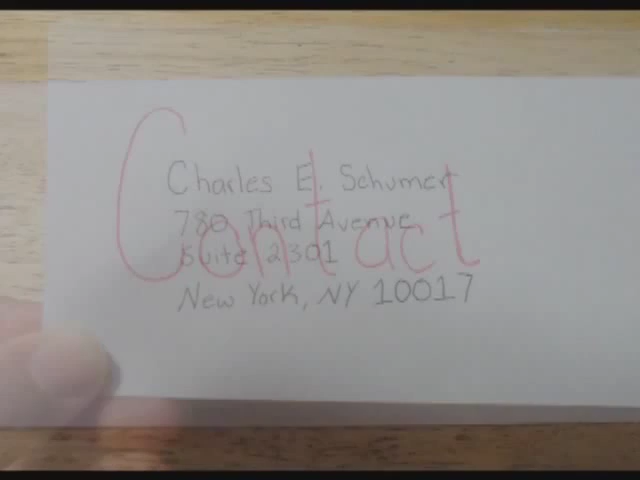 Contact
Charles E. Schumer
780 Third Avenue
Suite 2301
New York, NY 10017